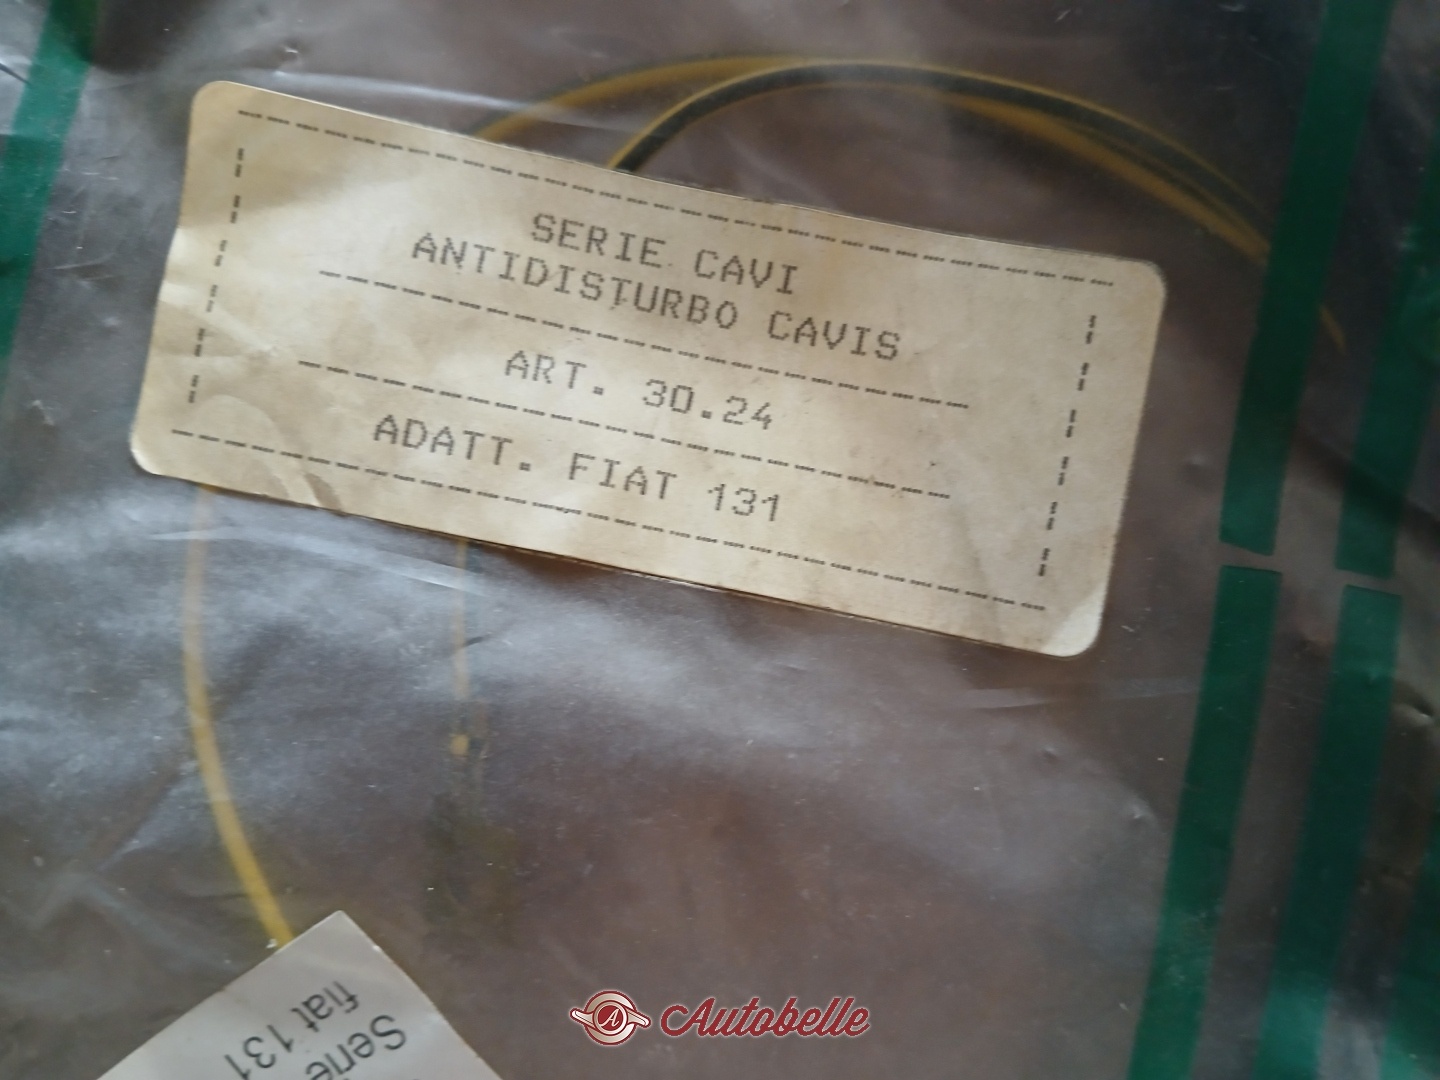 SERIE CAVI
ANTIDISTURBO CAVIS
ART. 30.24
ADATT. FIAT 131
Serie
fiat 131
A Autobelle